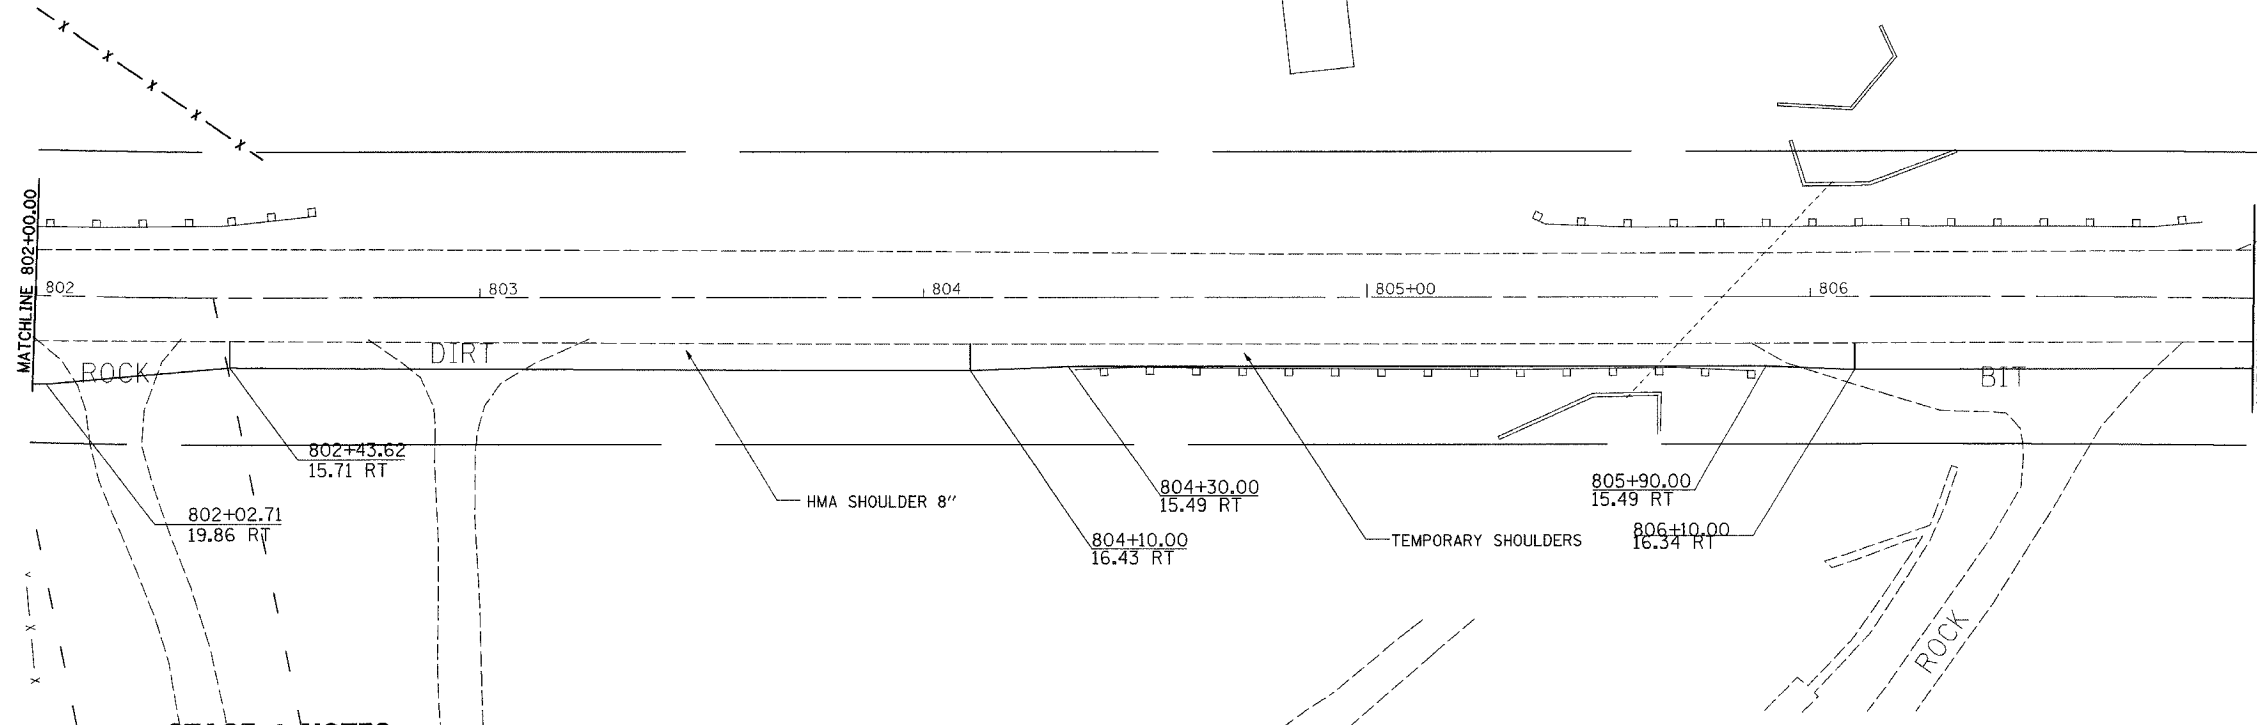 MATCHLINE 802+00.00
802
803
804
805+00
806
ROCK
DIRT
BIT
802+43.62
15.71 RT
802+02.71
19.86 RT
HMA SHOULDER 8"
804+30.00
15.49 RT
804+10.00
16.43 RT
TEMPORARY SHOULDERS
805+90.00
15.49 RT
806+10.00
16.34 RT
ROCK